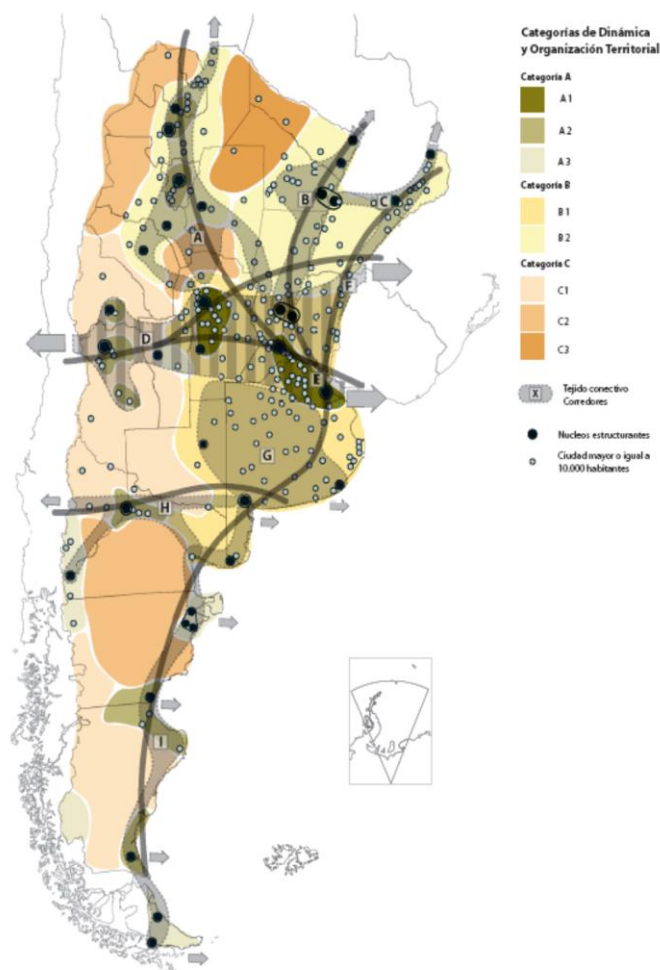 Categorías de Dinámica
y Organización Territorial
Categoría A
A 1
A 2
A 3
Categoría B
B 1
B 2
Categoría C
C1
C2
C3
X
Tejido conectivo
Corredores
Nucleos estructurantes
Ciudad mayor o igual a
10.000 habitantes
B
C
A
F
D
E
G
H
I